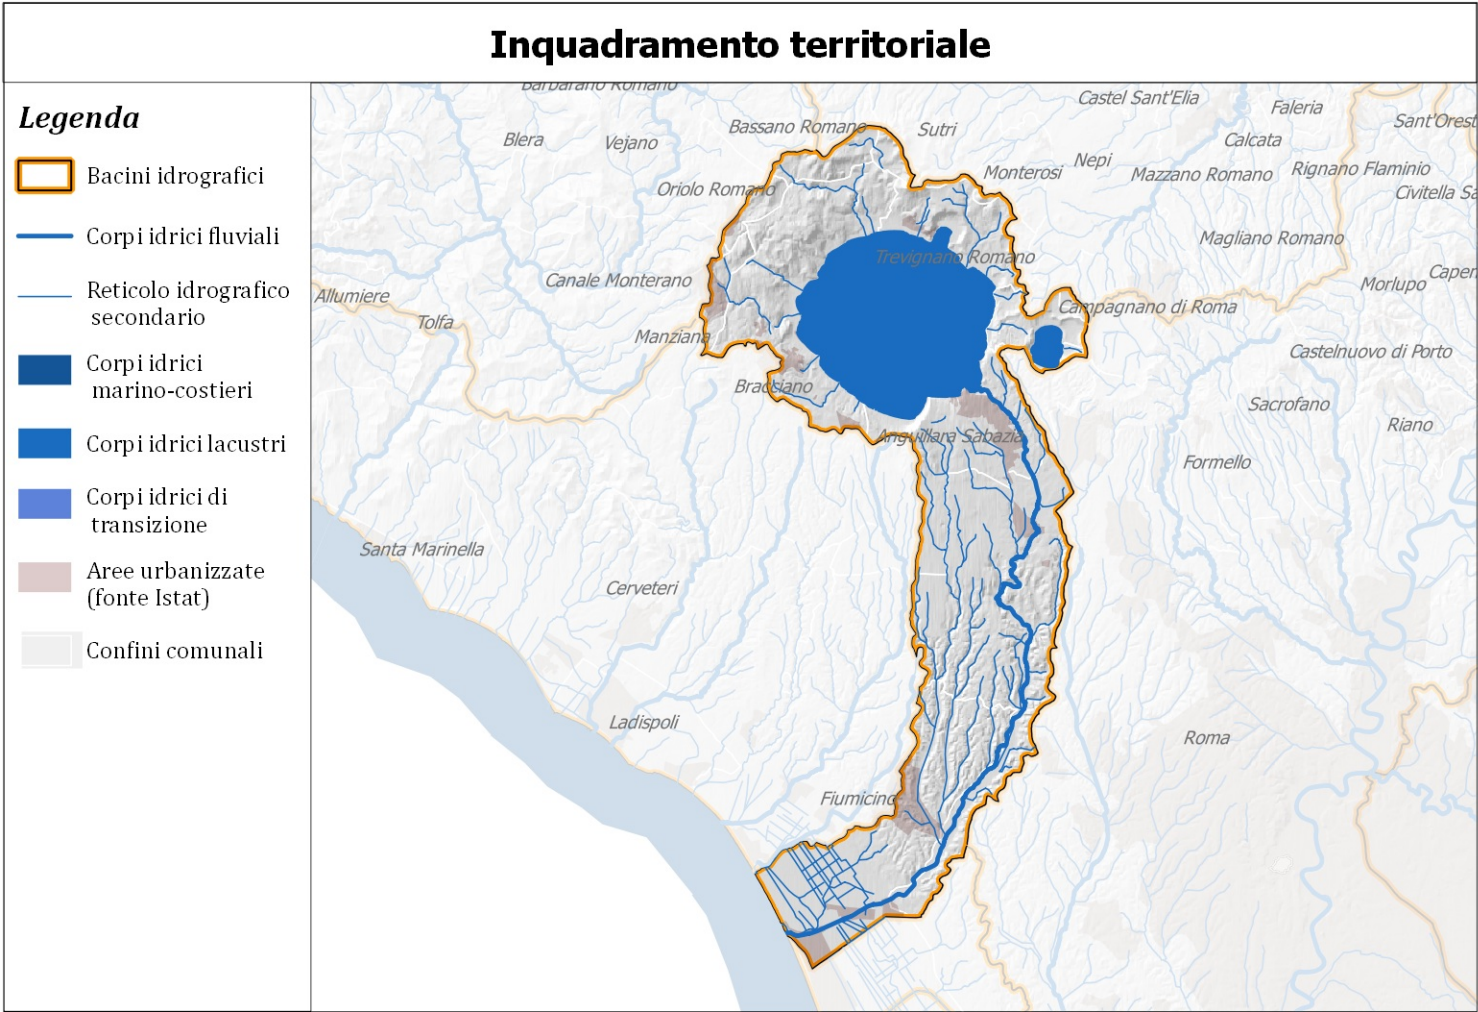 Inquadramento territoriale
Legenda
Bacini idrografici
Corpi idrici fluviali
Reticolo idrografico
secondario
Corpi idrici
marino-costieri
Corpi idrici lacustri
Corpi idrici di
transizione
Aree urbanizzate
(fonte Istat)
Confini comunali
Barbarano Romano
Castel Sant'Elia
Faleria
Sant'Orest
Blera
Vejano
Bassano Romano
Sutri
Calcata
Monterosi
Nepi
Mazzano Romano
Rignano Flaminio
Civitella Sa
Oriolo Romano
Magliano Romano
Trevignano Romano
Capen
Canale Monterano
Morlupo
Allumiere
Campagnano di Roma
Tolfa
Manziana
Castelnuovo di Porto
Bracciano
Sacrofano
Riano
Anguillara Sabazia
Formello
Santa Marinella
Cerveteri
Ladispoli
Roma
Fiumicino